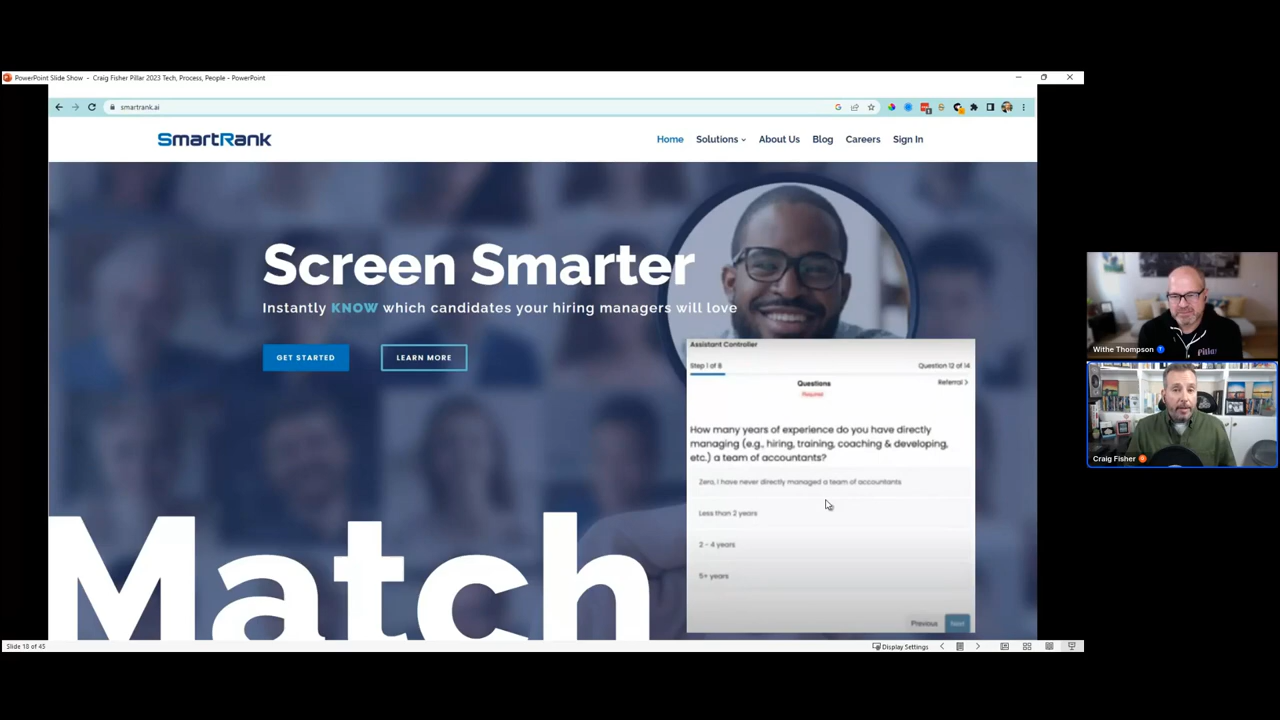 PowerPoint Slide Show - Craig Fisher Pillar 2023 Tech, Process, People - PowerPoint
smartrank.ai
SmartRank
Home Solutions About Us Blog Careers Sign In
Screen Smarter
Instantly KNOW which candidates your hiring managers will love
GET STARTED LEARN MORE
Assistant Controller
Step 1 of 8 Question 12 of 14
Questions Referral >
Required
How many years of experience do you have directly
managing (e.g., hiring, training, coaching & developing,
etc.) a team of accountants?
Zero, I have never directly managed a team of accountants
Less than 2 years
2 - 4 years
5+ years
Previous Next
Match
Slide 18 of 45 Display Settings
Pillar
Withe Thompson
Craig Fisher